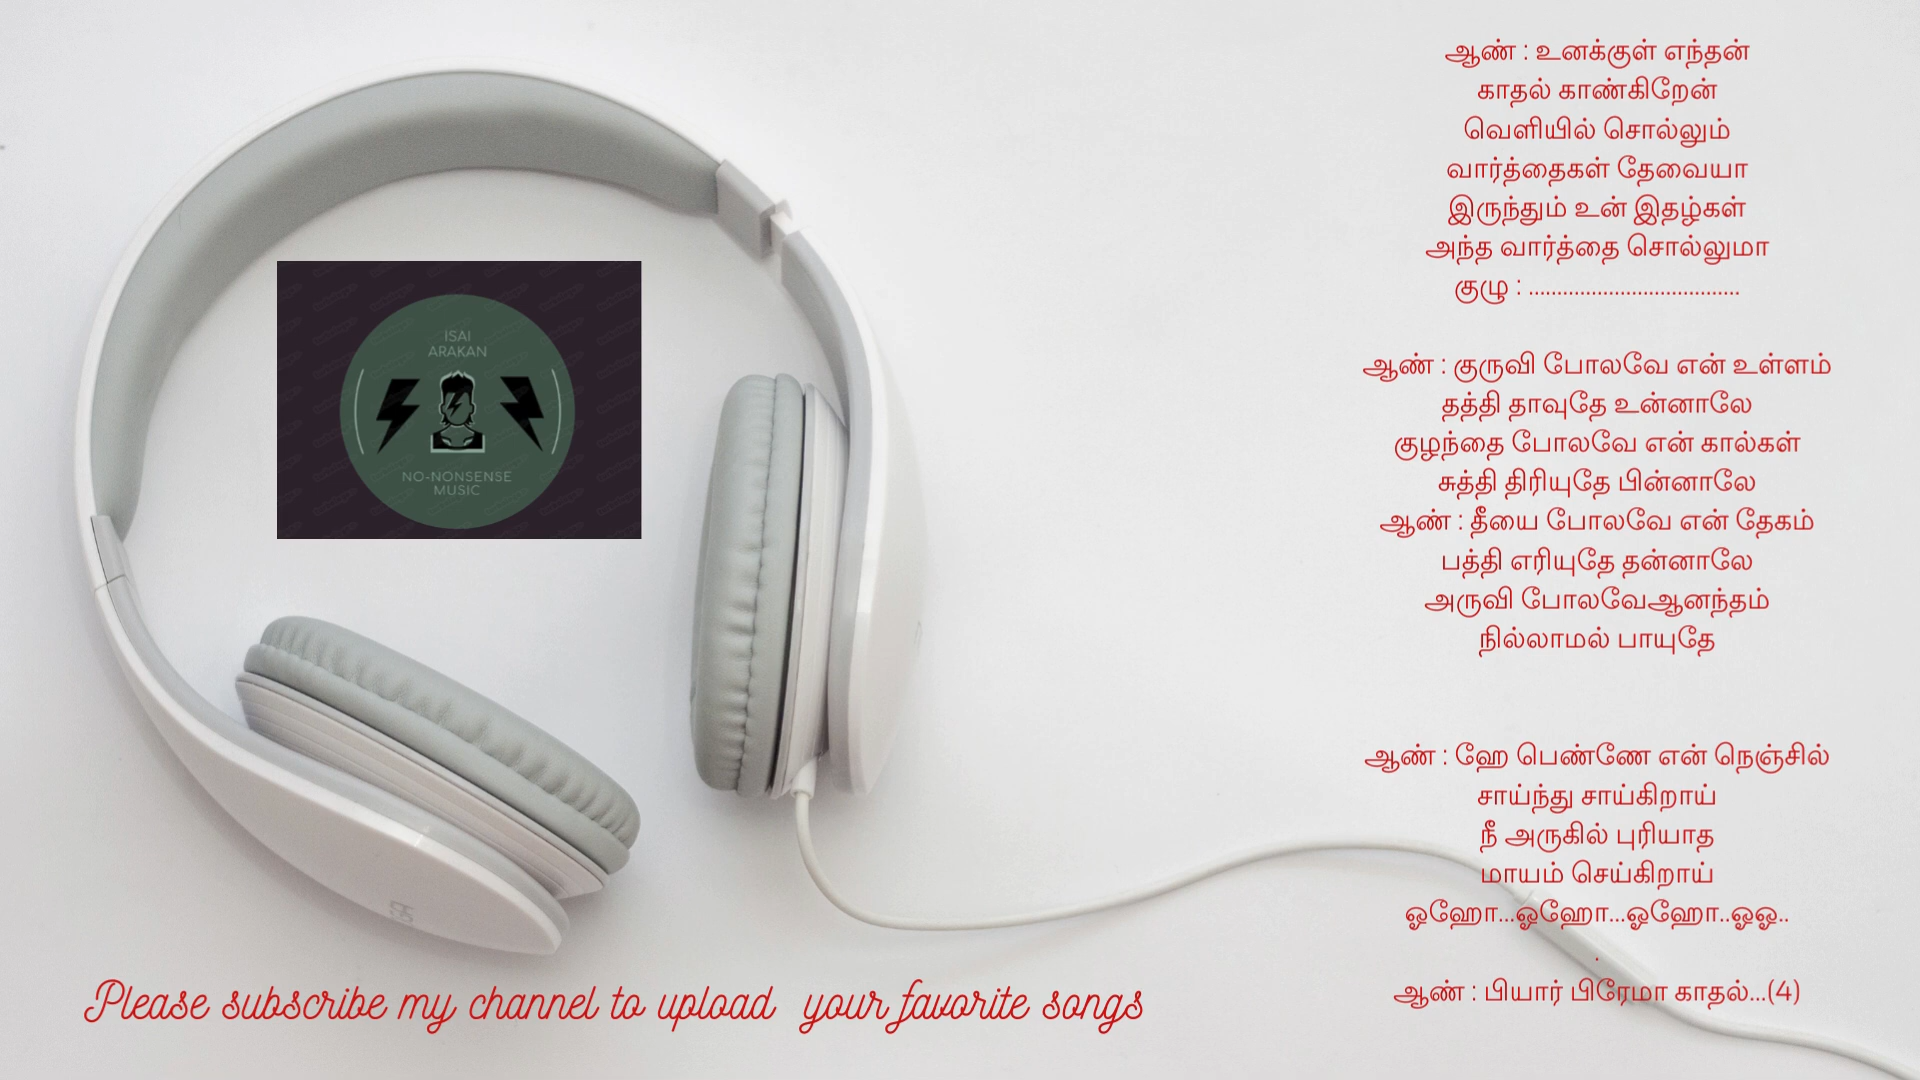 ISAI
ARAKAN
NO-NONSENSE
MUSIC
Please subscribe my channel to upload your favorite songs
ஆண் : உனக்குள் எந்தன்
காதல் காண்கிறேன்
வெளியில் சொல்லும்
வார்த்தைகள் தேவையா
இருந்தும் உன் இதழ்கள்
அந்த வார்த்தை சொல்லுமா
குழு : ......................................
ஆண் : குருவி போலவே என் உள்ளம்
தத்தி தாவுதே உன்னாலே
குழந்தை போலவே என் கால்கள்
சுத்தி திரியுதே பின்னாலே
ஆண் : தீயை போலவே என் தேகம்
பத்தி எரியுதே தன்னாலே
அருவி போலவேஆனந்தம்
நில்லாமல் பாயுதே
ஆண் : ஹே பெண்ணே என் நெஞ்சில்
சாய்ந்து சாய்கிறாய்
நீ அருகில் புரியாத
மாயம் செய்கிறாய்
ஓஹோ...ஓஹோ...ஓஹோ..ஓஓ..
.
ஆண் : பியார் பிரேமா காதல்...(4)